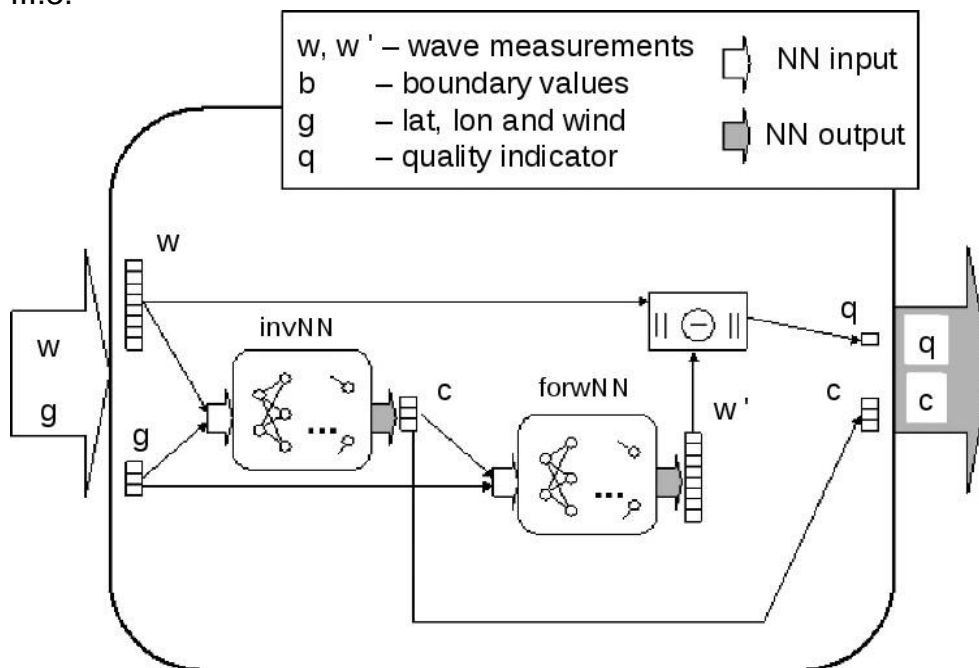 w, w ' – wave measurements
b – boundary values
g – lat, lon and wind
q – quality indicator
NN input
NN output
w
w
g
invNN
g
c
forwNN
w '
|| − ||
q
c
q
c